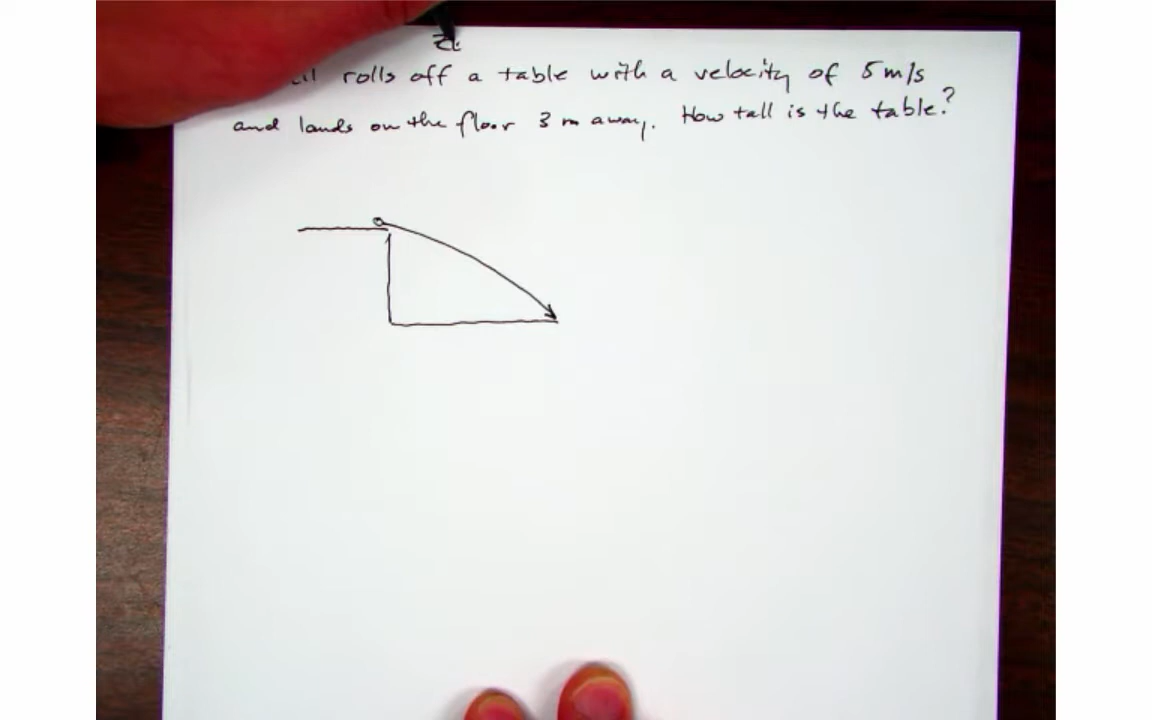 rolls off a table with a velocity of 5 m/s
and lands on the floor 3 m away. How tall is the table?